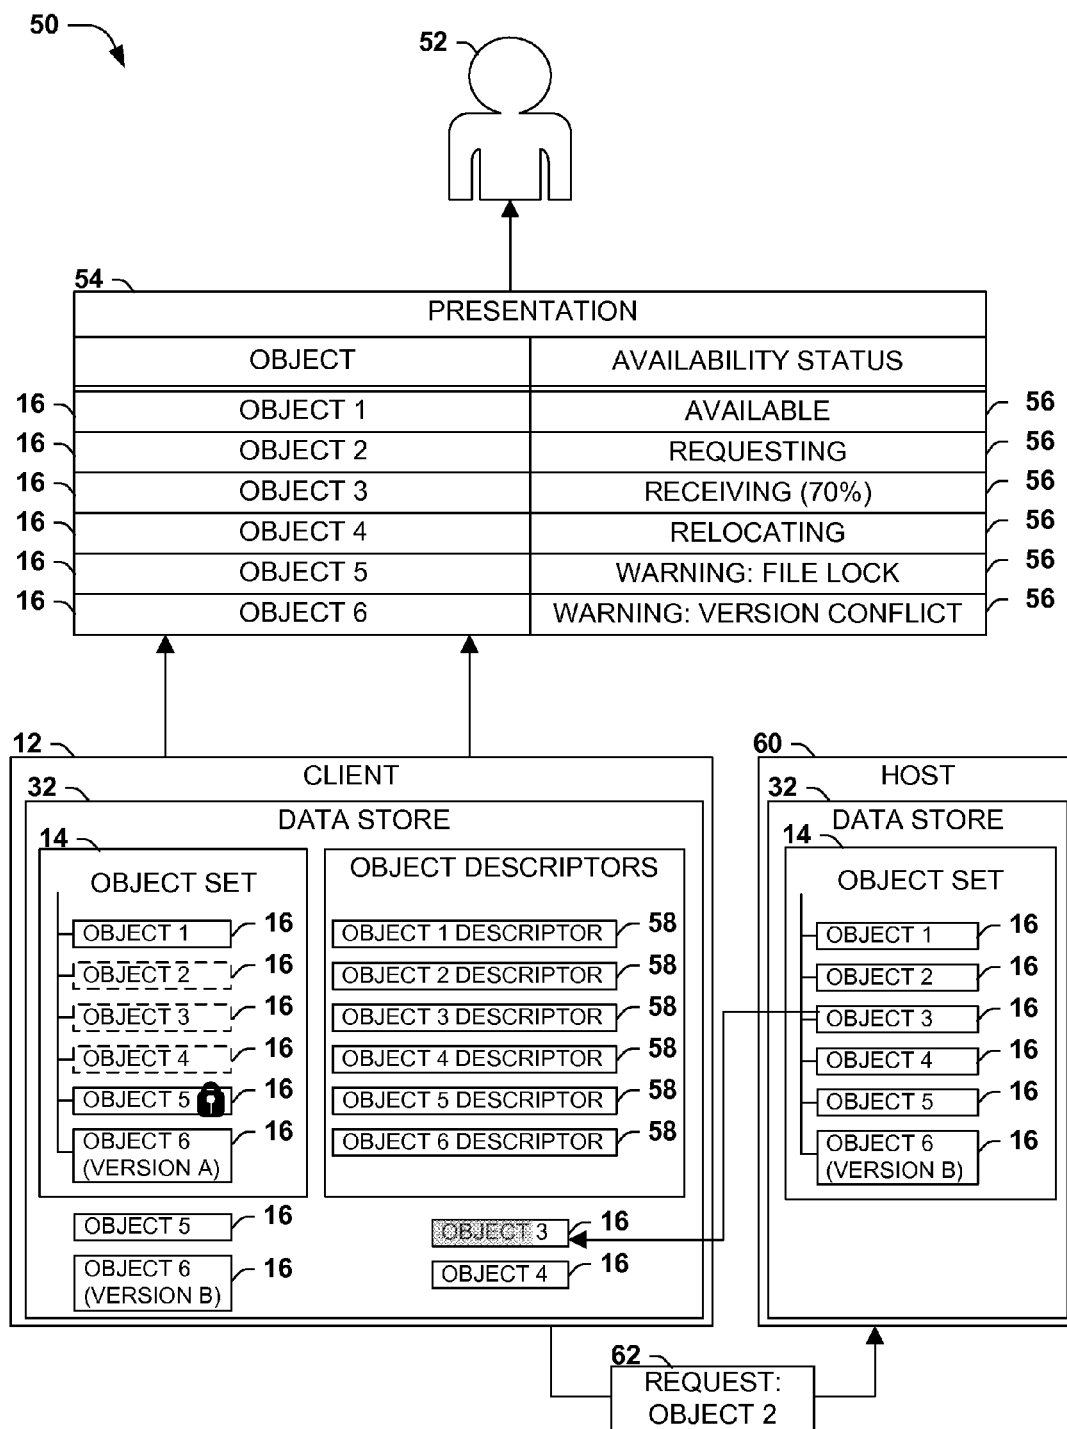 50
52
54
PRESENTATION
OBJECT AVAILABILITY STATUS
16 OBJECT 1 AVAILABLE 56
16 OBJECT 2 REQUESTING 56
16 OBJECT 3 RECEIVING (70%) 56
16 OBJECT 4 RELOCATING 56
16 OBJECT 5 WARNING: FILE LOCK 56
16 OBJECT 6 WARNING: VERSION CONFLICT 56
12
CLIENT
32
DATA STORE
14
OBJECT SET
OBJECT 1 16
OBJECT 2 16
OBJECT 3 16
OBJECT 4 16
OBJECT 5 16
OBJECT 6
(VERSION A)
16
OBJECT DESCRIPTORS
OBJECT 1 DESCRIPTOR 58
OBJECT 2 DESCRIPTOR 58
OBJECT 3 DESCRIPTOR 58
OBJECT 4 DESCRIPTOR 58
OBJECT 5 DESCRIPTOR 58
OBJECT 6 DESCRIPTOR 58
OBJECT 5 16
OBJECT 6
(VERSION B)
16
OBJECT 3 16
OBJECT 4 16
60
HOST
32
DATA STORE
14
OBJECT SET
OBJECT 1 16
OBJECT 2 16
OBJECT 3 16
OBJECT 4 16
OBJECT 5 16
OBJECT 6
(VERSION B)
16
62
REQUEST:
OBJECT 2